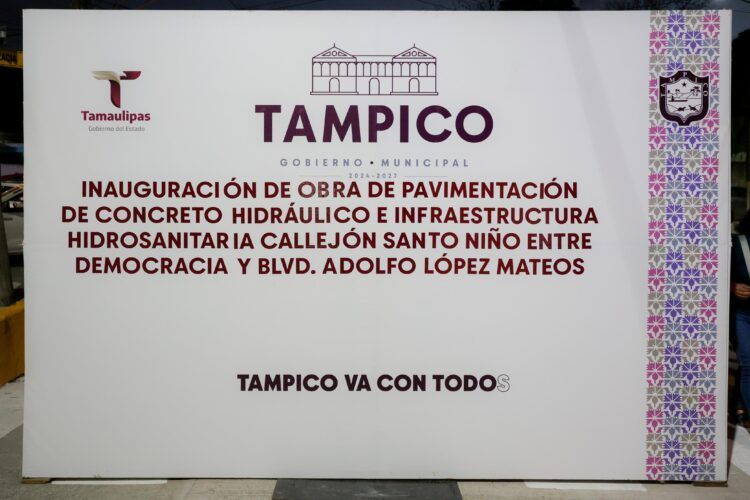 Tamaulipas
Gobierno del Estado
TAMPICO
GOBIERNO • MUNICIPAL
2024-2027
INAUGURACIÓN DE OBRA DE PAVIMENTACIÓN
DE CONCRETO HIDRÁULICO E INFRAESTRUCTURA
HIDROSANITARIA CALLEJÓN SANTO NIÑO ENTRE
DEMOCRACIA Y BLVD. ADOLFO LÓPEZ MATEOS
TAMPICO VA CON TODOS